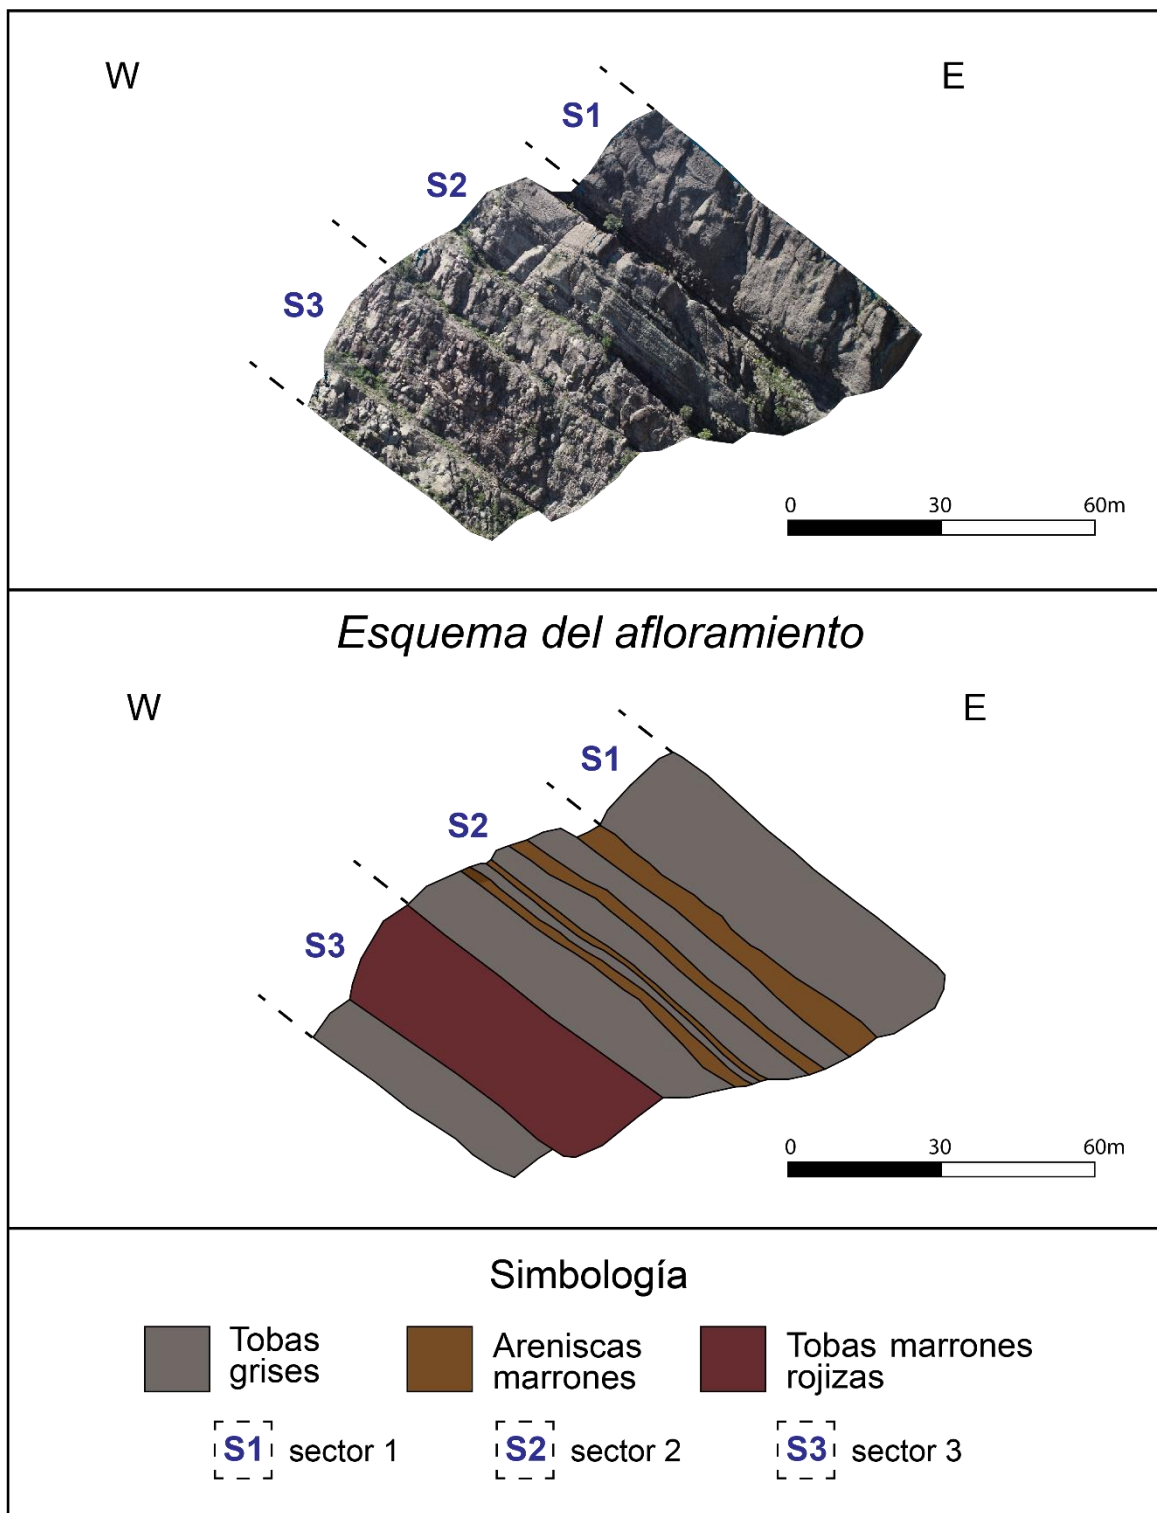 W
E
S1
S2
S3
0 30 60m
Esquema del afloramiento
W
E
S1
S2
S3
0 30 60m
Simbología
Tobas
grises
Areniscas
marrones
Tobas marrones
rojizas
S1 sector 1
S2 sector 2
S3 sector 3